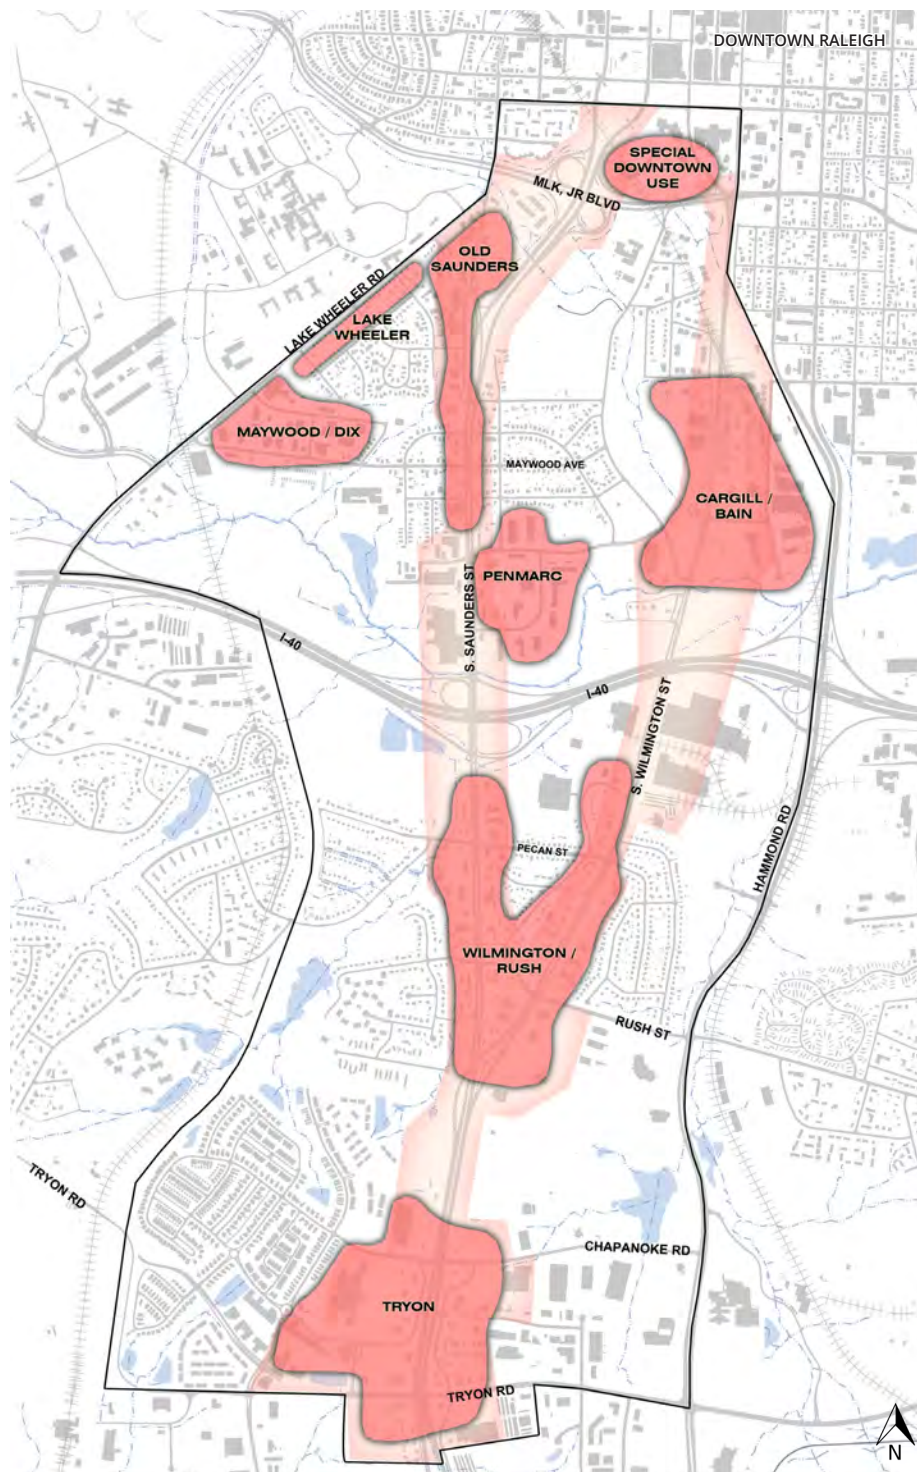 DOWNTOWN RALEIGH
SPECIAL
DOWNTOWN
USE
MLK, JR BLVD
OLD
SAUNDERS
LAKE WHEELER RD
LAKE
WHEELER
MAYWOOD / DIX
MAYWOOD AVE
CARGILL /
BAIN
PENMARC
S. SAUNDERS ST
I-40
I-40
S. WILMINGTON ST
PECAN ST
HAMMOND RD
WILMINGTON /
RUSH
RUSH ST
TRYON RD
CHAPANOKE RD
TRYON
TRYON RD
N